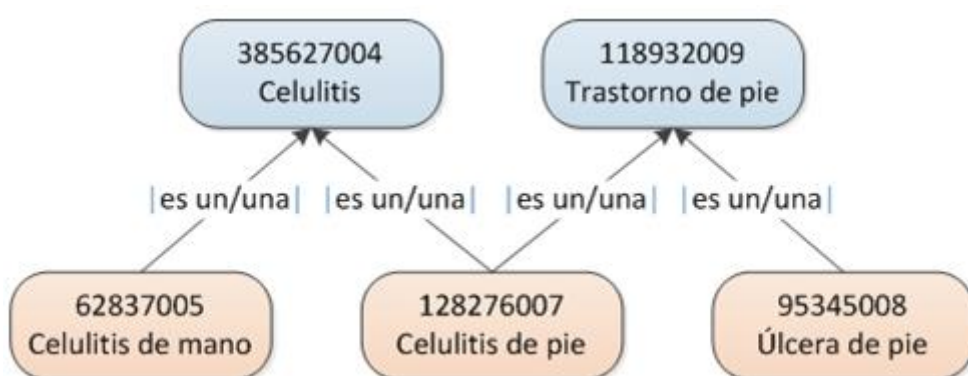 385627004
Celulitis
118932009
Trastorno de pie
|es un/una| |es un/una| |es un/una| |es un/una|
62837005
Celulitis de mano
128276007
Celulitis de pie
95345008
Úlcera de pie